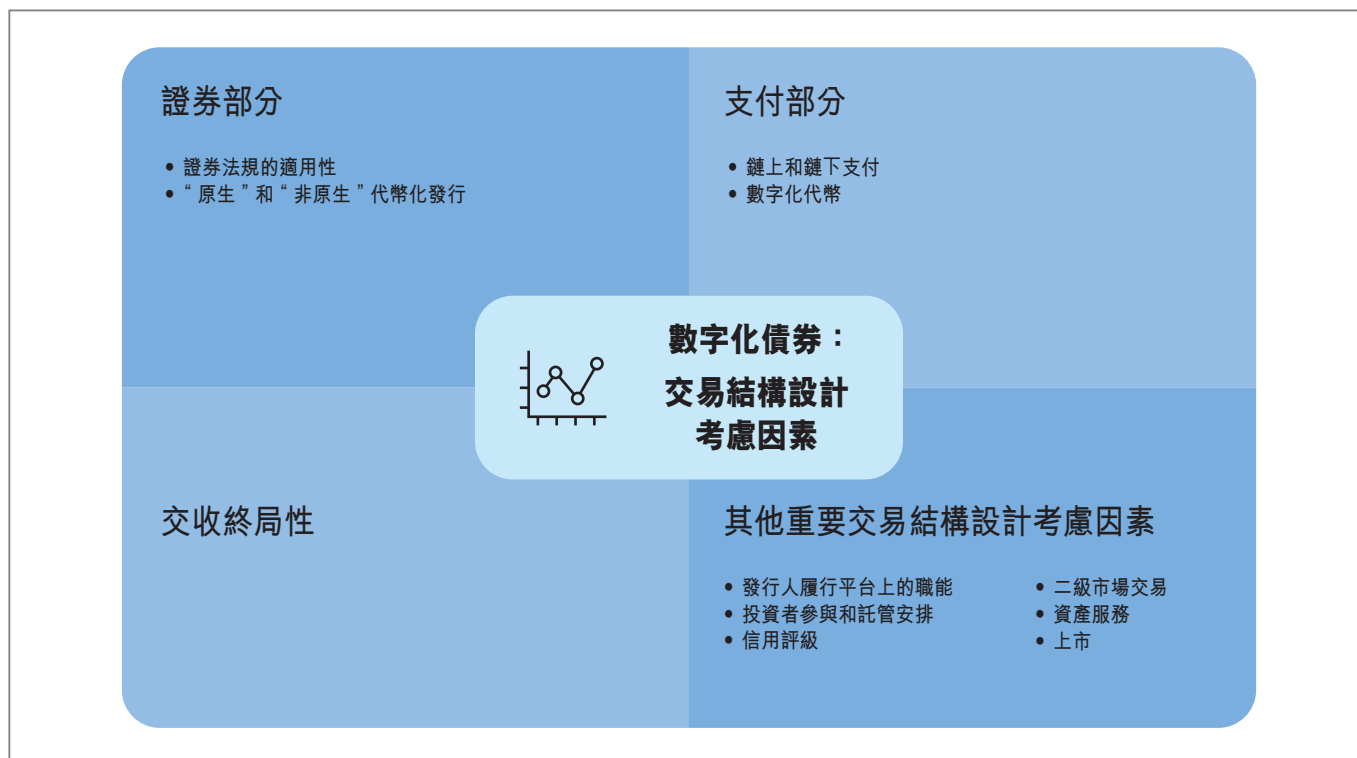 證券部分
• 證券法規的適用性
• “原生”和“非原生”代幣化發行
支付部分
• 鏈上和鏈下支付
• 數字化代幣
數字化債券：
交易結構設計
考慮因素
交收終局性
其他重要交易結構設計考慮因素
• 發行人履行平台上的職能
• 投資者參與和託管安排
• 信用評級
• 二級市場交易
• 資產服務
• 上市